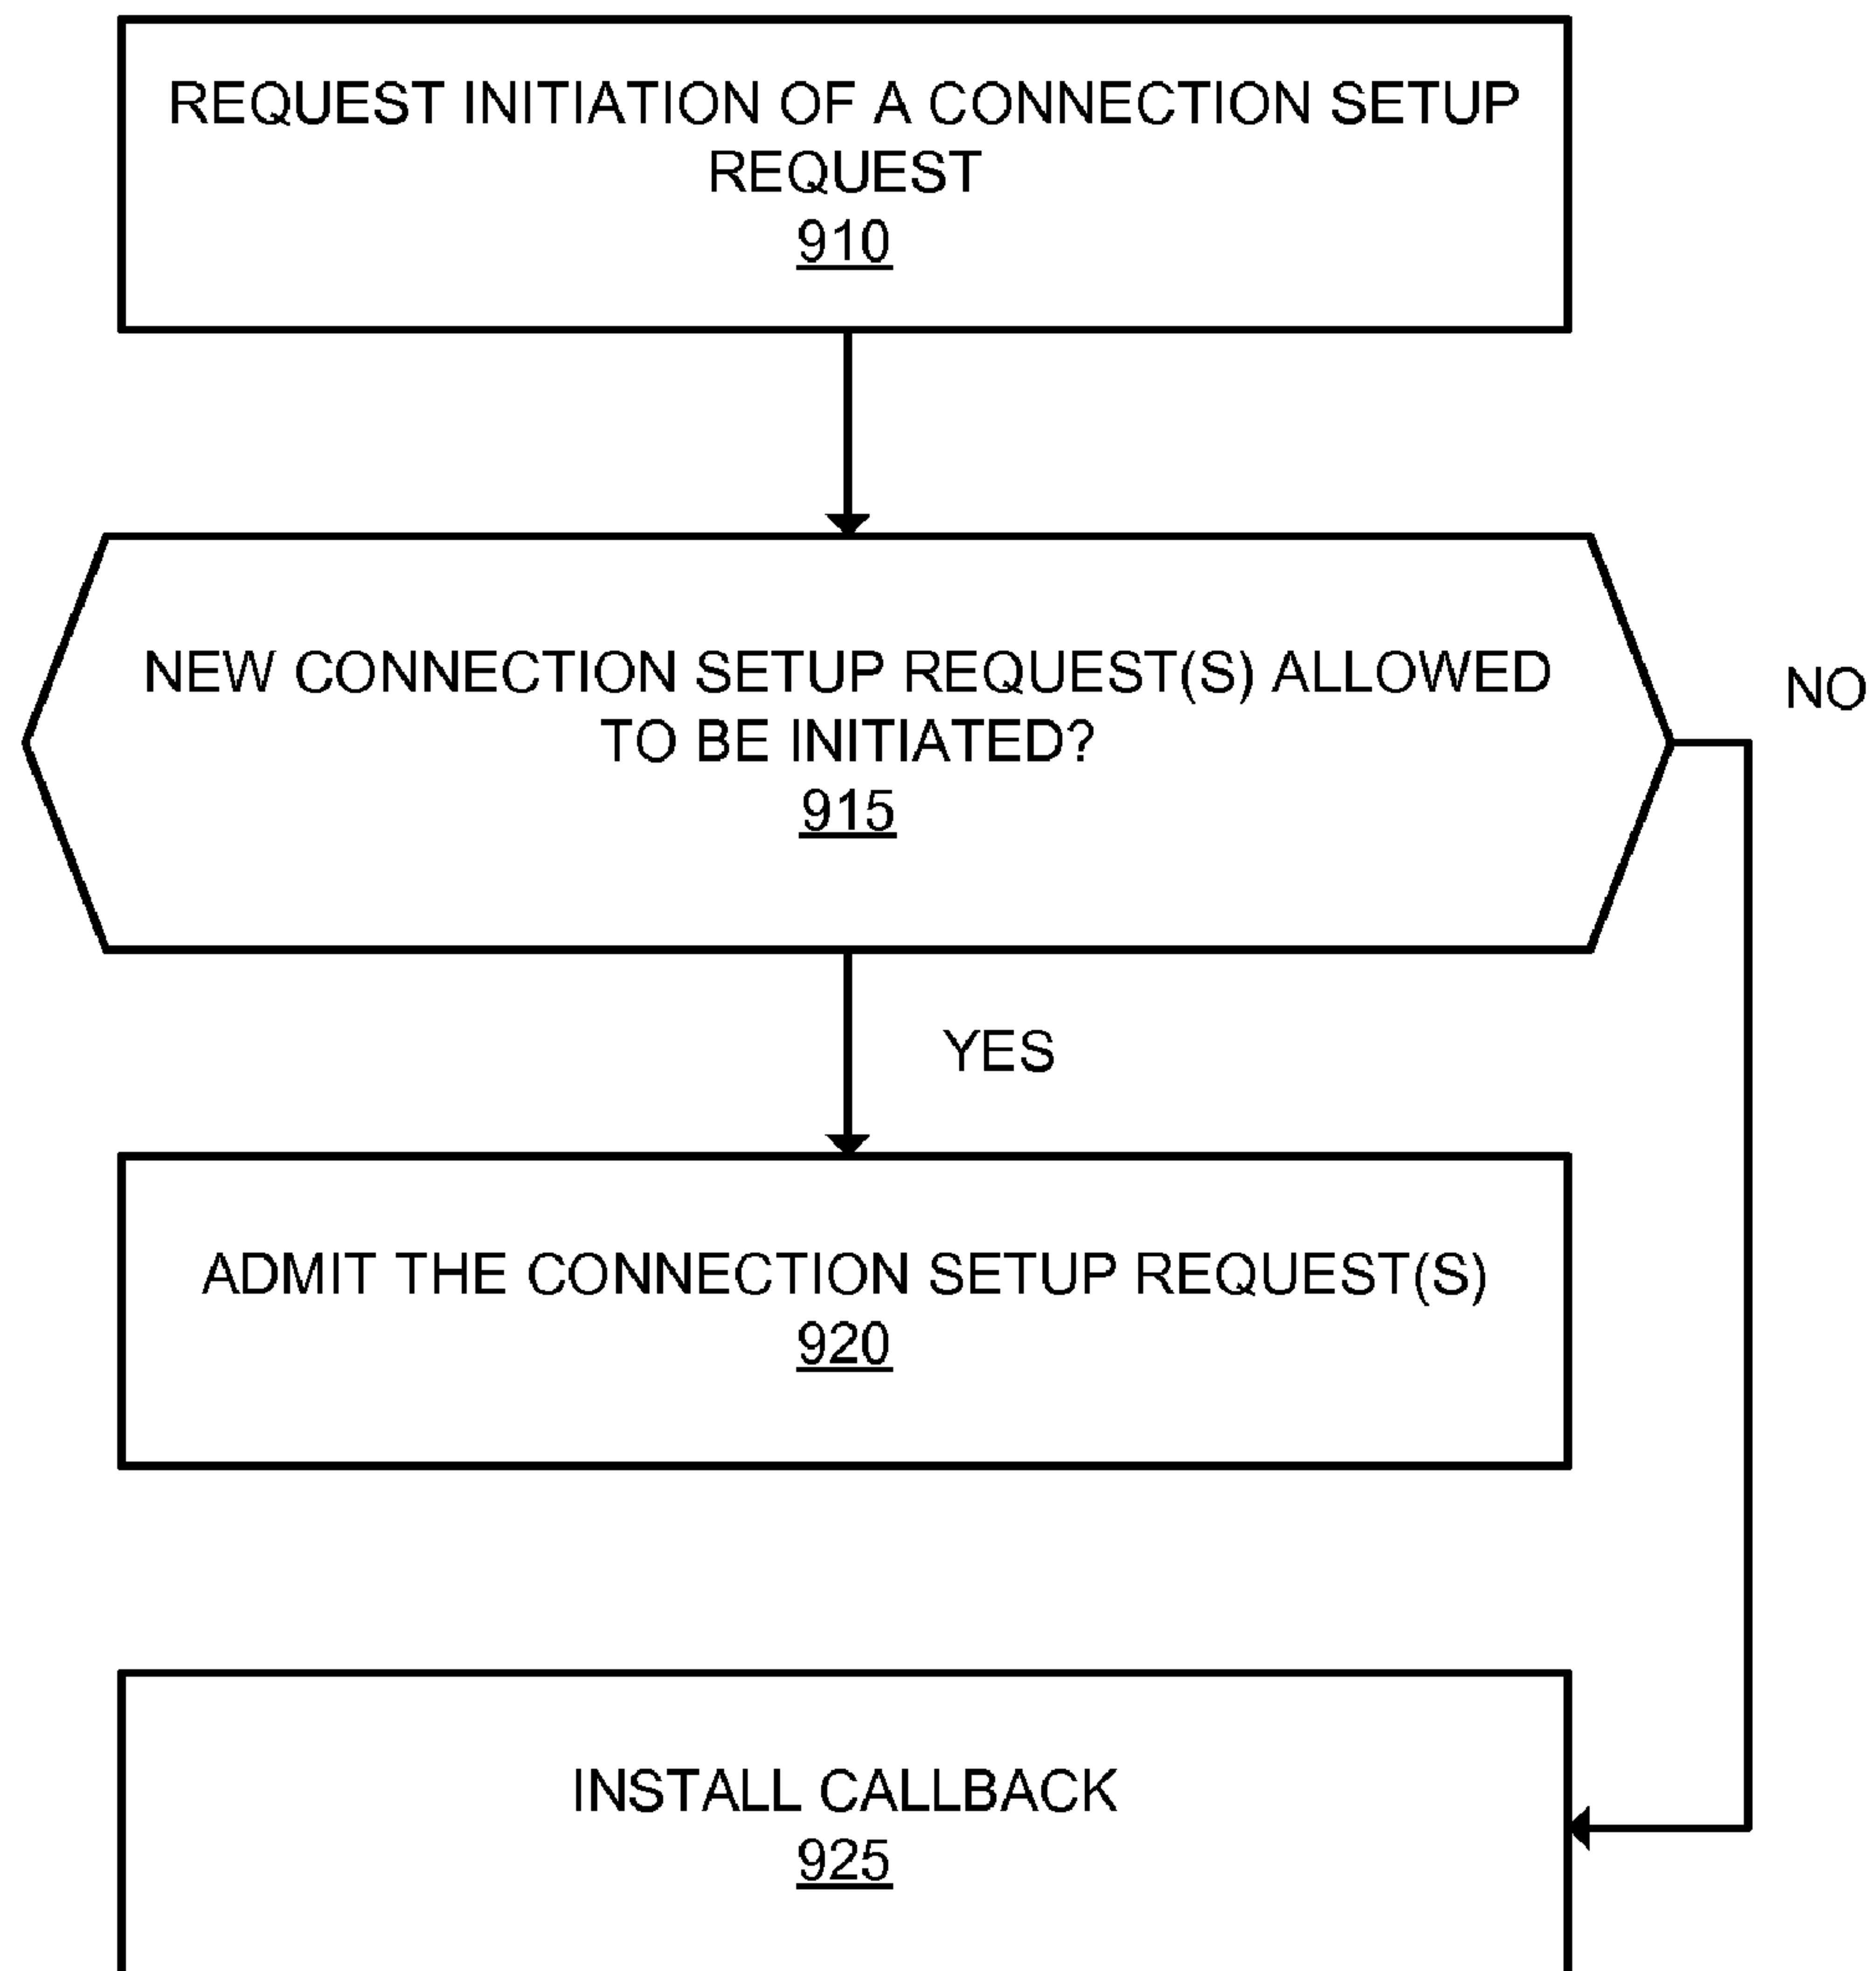 REQUEST INITIATION OF A CONNECTION SETUP
REQUEST
910
NEW CONNECTION SETUP REQUEST(S) ALLOWED
TO BE INITIATED?
915
NO
YES
ADMIT THE CONNECTION SETUP REQUEST(S)
920
INSTALL CALLBACK
925